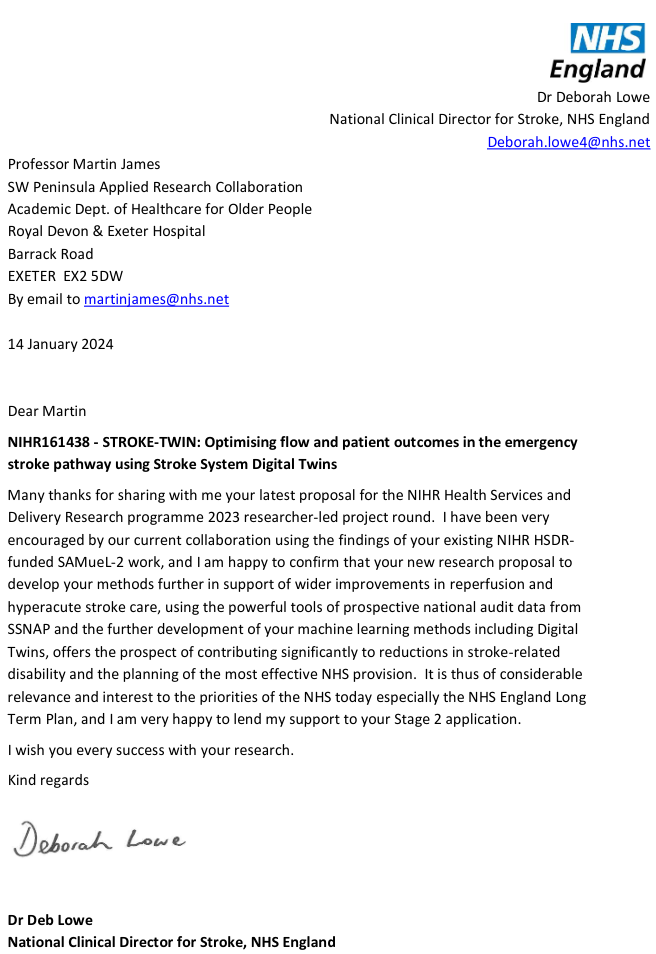 NHS
England
Dr Deborah Lowe
National Clinical Director for Stroke, NHS England
Deborah.lowe4@nhs.net
Professor Martin James
SW Peninsula Applied Research Collaboration
Academic Dept. of Healthcare for Older People
Royal Devon & Exeter Hospital
Barrack Road
EXETER  EX2 5DW
By email to martinjames@nhs.net
14 January 2024
Dear Martin
NIHR161438 - STROKE-TWIN: Optimising flow and patient outcomes in the emergency
stroke pathway using Stroke System Digital Twins
Many thanks for sharing with me your latest proposal for the NIHR Health Services and
Delivery Research programme 2023 researcher-led project round.  I have been very
encouraged by our current collaboration using the findings of your existing NIHR HSDR-
funded SAMueL-2 work, and I am happy to confirm that your new research proposal to
develop your methods further in support of wider improvements in reperfusion and
hyperacute stroke care, using the powerful tools of prospective national audit data from
SSNAP and the further development of your machine learning methods including Digital
Twins, offers the prospect of contributing significantly to reductions in stroke-related
disability and the planning of the most effective NHS provision.  It is thus of considerable
relevance and interest to the priorities of the NHS today especially the NHS England Long
Term Plan, and I am very happy to lend my support to your Stage 2 application.
I wish you every success with your research.
Kind regards
Deborah Lowe
Dr Deb Lowe
National Clinical Director for Stroke, NHS England